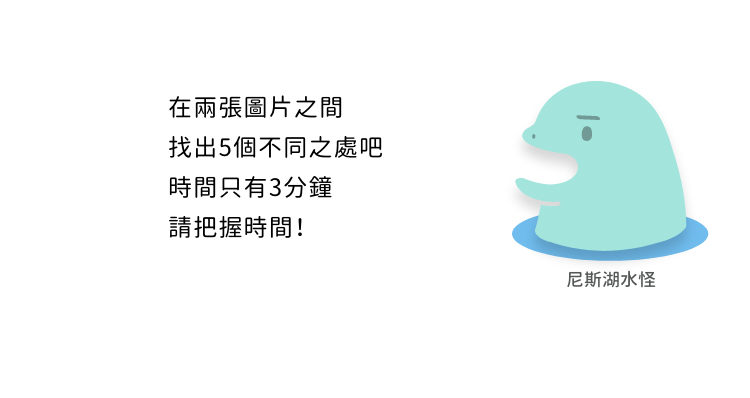 在兩張圖片之間
找出5個不同之處吧
時間只有3分鐘
請把握時間！
尼斯湖水怪